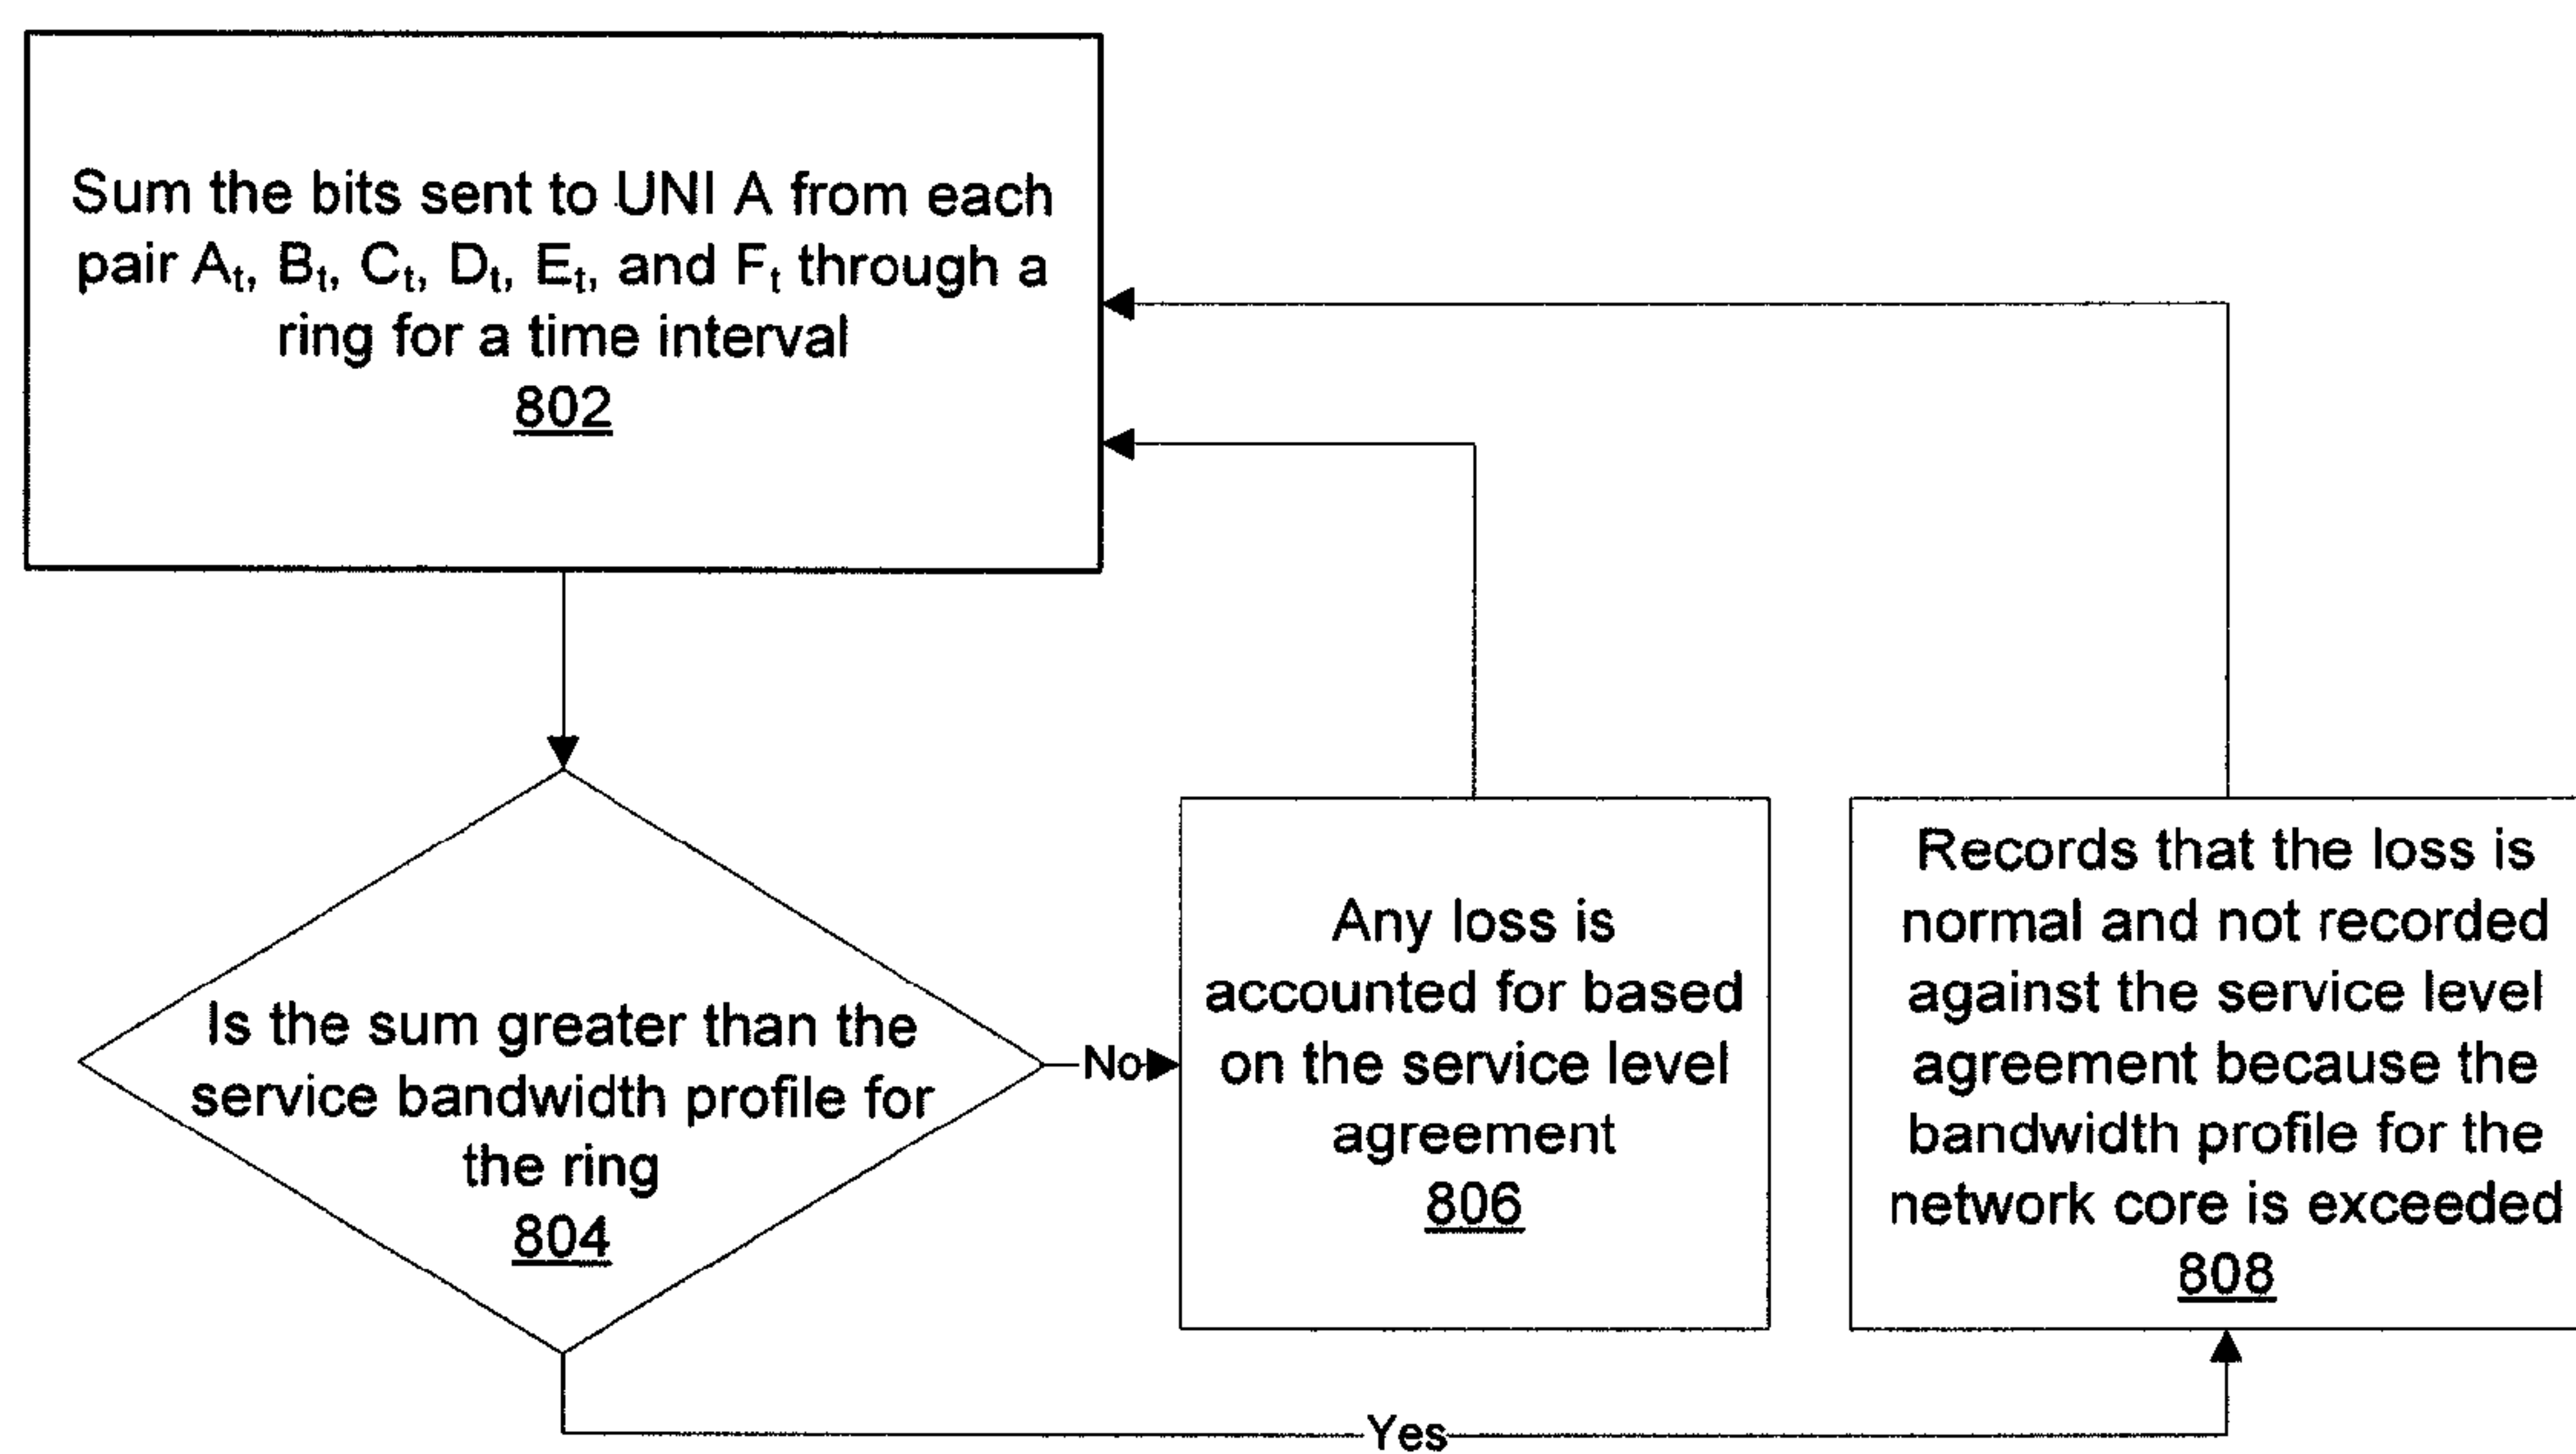 Sum the bits sent to UNI A from each
pair Aₜ, Bₜ, Cₜ, Dₜ, Eₜ, and Fₜ through a
ring for a time interval
802
Is the sum greater than the
service bandwidth profile for
the ring
804
No
Any loss is
accounted for based
on the service level
agreement
806
Records that the loss is
normal and not recorded
against the service level
agreement because the
bandwidth profile for the
network core is exceeded
808
Yes